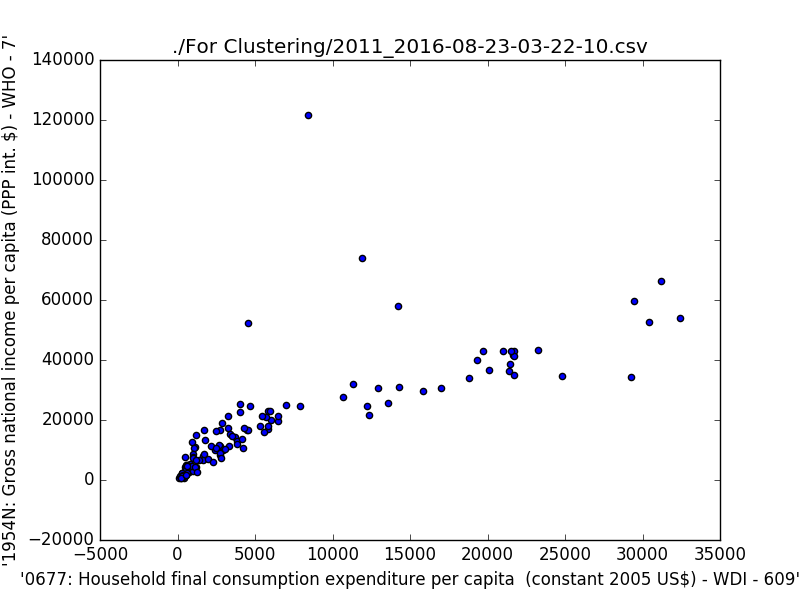 ./For Clustering/2011_2016-08-23-03-22-10.csv
'1954N: Gross national income per capita (PPP int. $) - WHO - 7'
140000
120000
100000
80000
60000
40000
20000
0
−20000
−5000 0 5000 10000 15000 20000 25000 30000 35000
'0677: Household final consumption expenditure per capita  (constant 2005 US$) - WDI - 609'